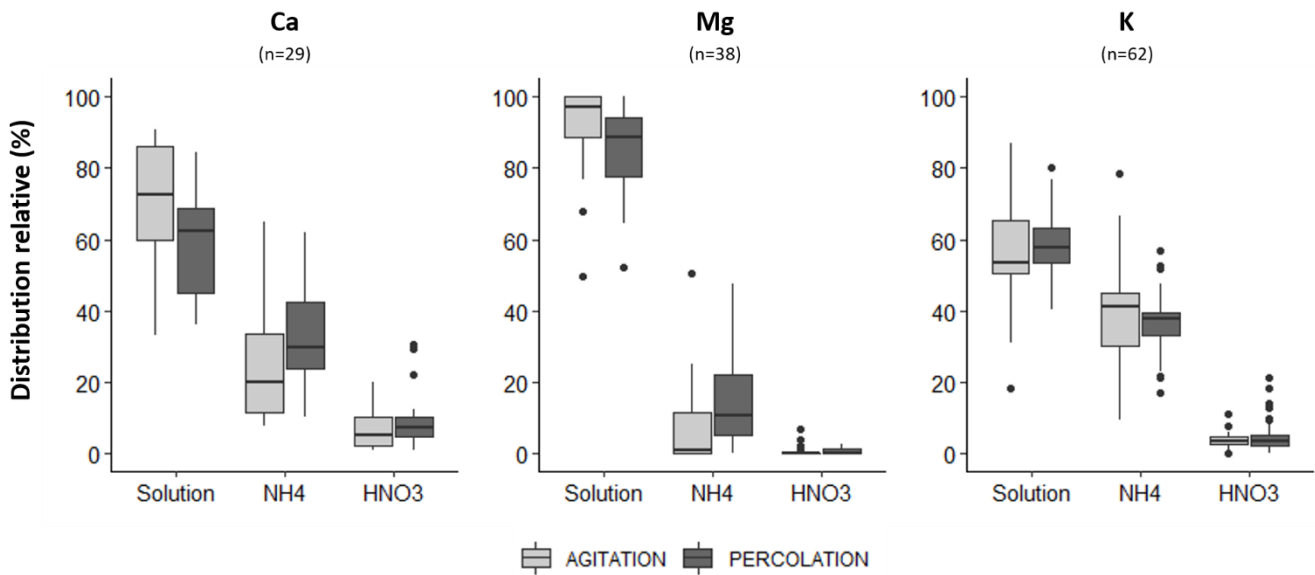 Ca Mg K
(n=29) (n=38) (n=62)
Distribution relative (%)
100 100 100
80 80 80
60 60 60
40 40 40
20 20 20
0 0 0
Solution NH4 HNO3 Solution NH4 HNO3 Solution NH4 HNO3
AGITATION PERCOLATION